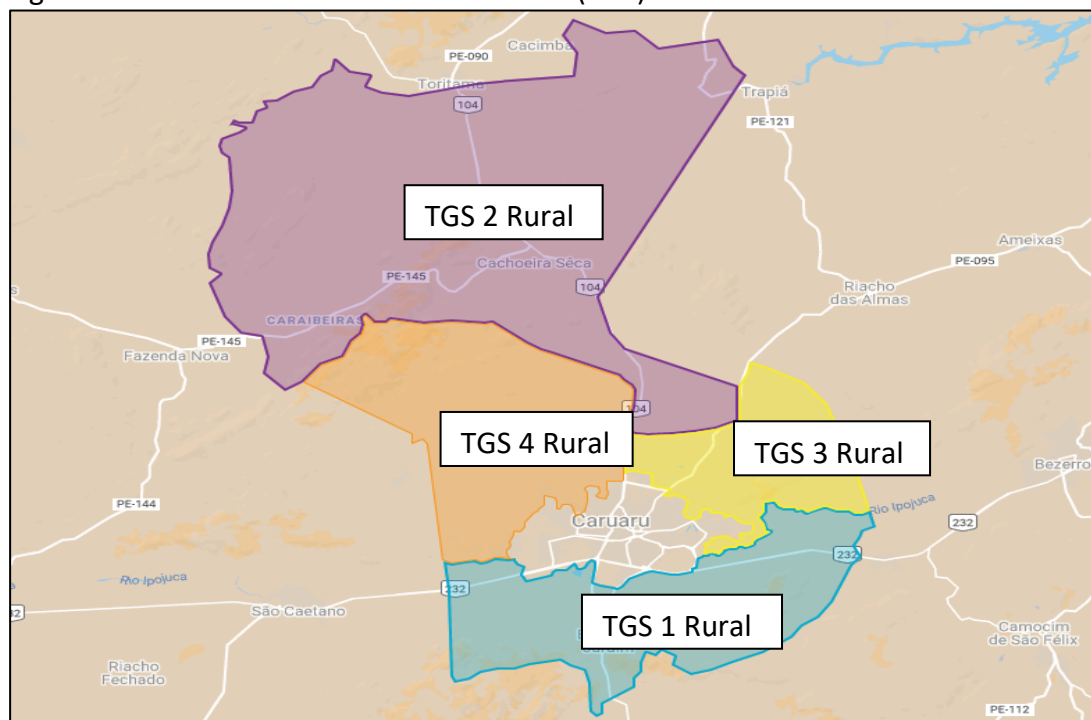 Cacimba
PE-090
Toritama
104
Trapiá
PE-121
TGS 2 Rural
Ameixas
PE-095
Cachoeira Sêca
PE-145
104
Riacho
das Almas
CARAIBEIRAS
PE-145
Fazenda Nova
104
TGS 4 Rural
TGS 3 Rural
Bezerro
PE-144
Rio Ipojuca
Caruaru
232
232
Rio Ipojuca
232
São Caetano
32
TGS 1 Rural
Camocim
de São Félix
Riacho
Fechado
PE-112